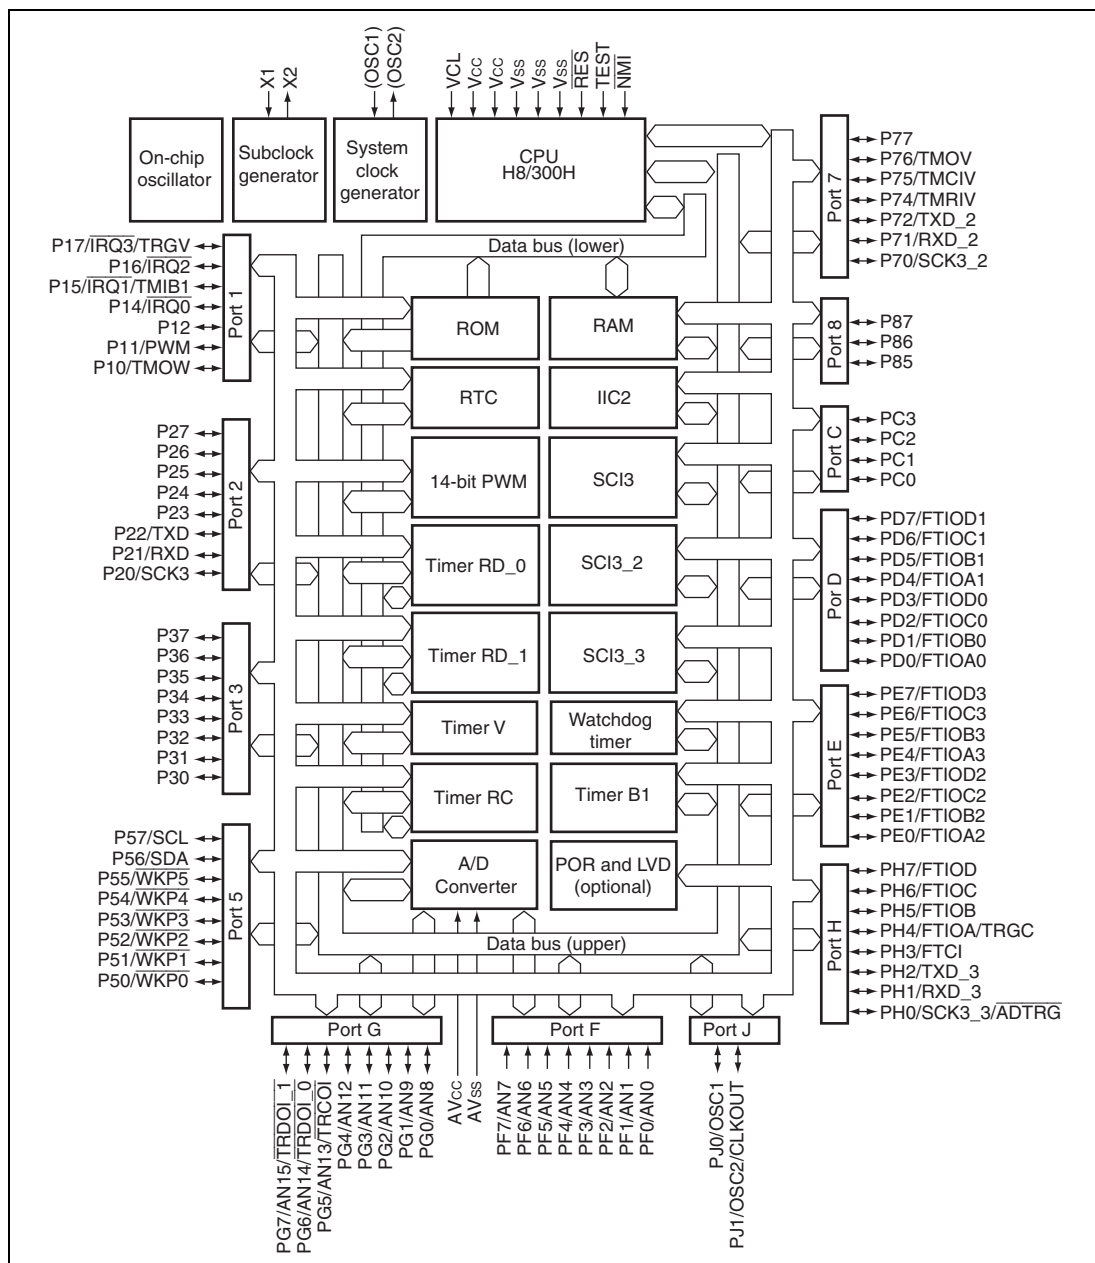 X1
X2
(OSC1)
(OSC2)
VCL
Vcc
Vcc
Vss
Vss
Vss
RES
TEST
NMI
On-chip
oscillator
Subclock
generator
System
clock
generator
CPU
H8/300H
Port 7
P77
P76/TMOV
P75/TMCIV
P74/TMRIV
P72/TXD_2
P71/RXD_2
P70/SCK3_2
Data bus (lower)
P17/IRQ3/TRGV
P16/IRQ2
P15/IRQ1/TMIB1
P14/IRQ0
P12
P11/PWM
P10/TMOW
Port 1
ROM
RAM
Port 8
P87
P86
P85
RTC
IIC2
P27
P26
P25
P24
P23
P22/TXD
P21/RXD
P20/SCK3
Port 2
14-bit PWM
SCI3
Port C
PC3
PC2
PC1
PC0
Timer RD_0
SCI3_2
Por D
PD7/FTIOD1
PD6/FTIOC1
PD5/FTIOB1
PD4/FTIOA1
PD3/FTIOD0
PD2/FTIOC0
PD1/FTIOB0
PD0/FTIOA0
P37
P36
P35
P34
P33
P32
P31
P30
Port 3
Timer RD_1
SCI3_3
Timer V
Watchdog
timer
Timer RC
Timer B1
Port E
PE7/FTIOD3
PE6/FTIOC3
PE5/FTIOB3
PE4/FTIOA3
PE3/FTIOD2
PE2/FTIOC2
PE1/FTIOB2
PE0/FTIOA2
P57/SCL
P56/SDA
P55/WKP5
P54/WKP4
P53/WKP3
P52/WKP2
P51/WKP1
P50/WKP0
Port 5
A/D
Converter
POR and LVD
(optional)
Port H
PH7/FTIOD
PH6/FTIOC
PH5/FTIOB
PH4/FTIOA/TRGC
PH3/FTCI
PH2/TXD_3
PH1/RXD_3
PH0/SCK3_3/ADTRG
Data bus (upper)
Port G
Port F
Port J
PG7/AN15/TRDOI_1
PG6/AN14/TRDOI_0
PG5/AN13/TRCOI
PG4/AN12
PG3/AN11
PG2/AN10
PG1/AN9
PG0/AN8
AVcc
AVss
PF7/AN7
PF6/AN6
PF5/AN5
PF4/AN4
PF3/AN3
PF2/AN2
PF1/AN1
PF0/AN0
PJ0/OSC1
PJ1/OSC2/CLKOUT